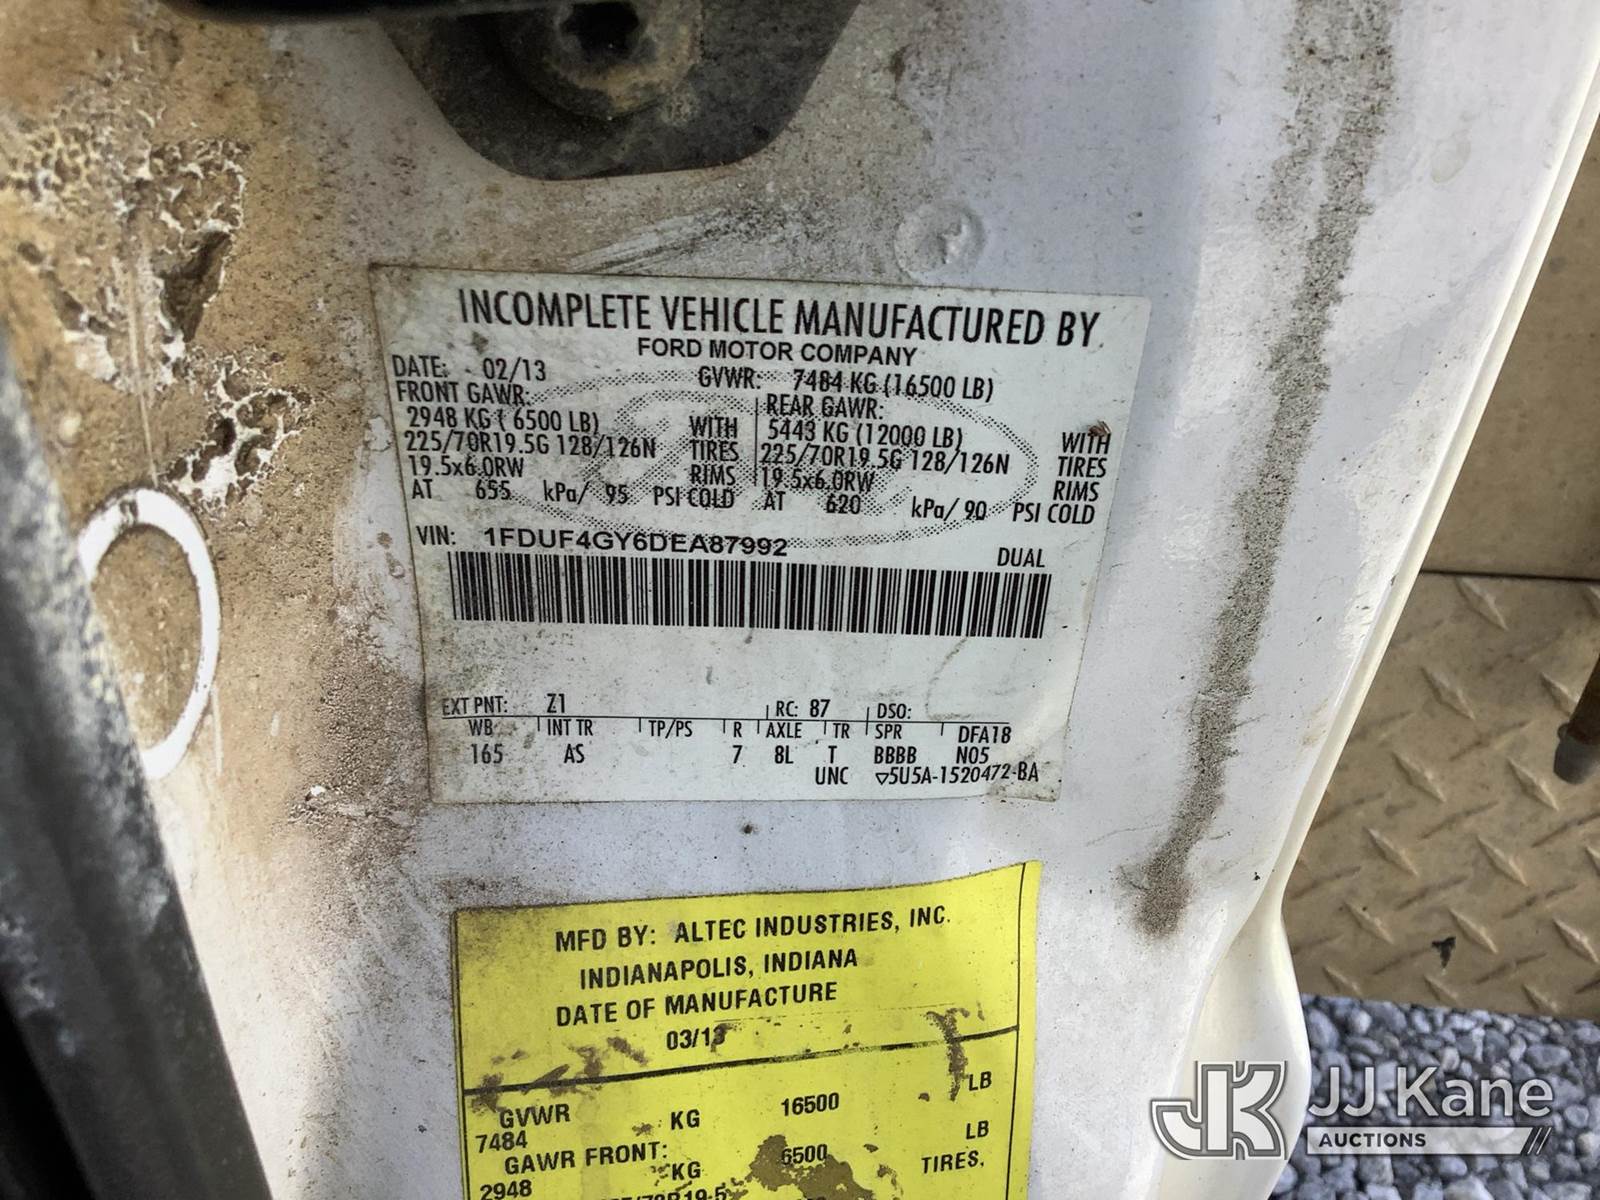 INCOMPLETE VEHICLE MANUFACTURED BY
FORD MOTOR COMPANY
DATE: 02/13 GVWR: 7484 KG (16500 LB)
FRONT GAWR: REAR GAWR:
2948 KG ( 6500 LB) WITH 5443 KG (12000 LB) WITH
225/70R19.5G 128/126N TIRES 225/70R19.5G 128/126N TIRES
19.5x6.0RW RIMS 19.5x6.0RW RIMS
AT 655 kPa/ 95 PSI COLD AT 620 kPa/ 90 PSI COLD
VIN: 1FDUF4GY6DEA87992 DUAL
EXT PNT: Z1 RC: 87 DSO:
WB INT TR TP/PS R AXLE TR SPR DFA18
165 AS 7 8L T BBBB N05
UNC ▽5U5A-1520472-BA
MFD BY: ALTEC INDUSTRIES, INC.
INDIANAPOLIS, INDIANA
DATE OF MANUFACTURE
03/13
GVWR KG 16500 LB
7484
GAWR FRONT: 6500 LB
2948 KG TIRES,
JK JJ Kane
AUCTIONS